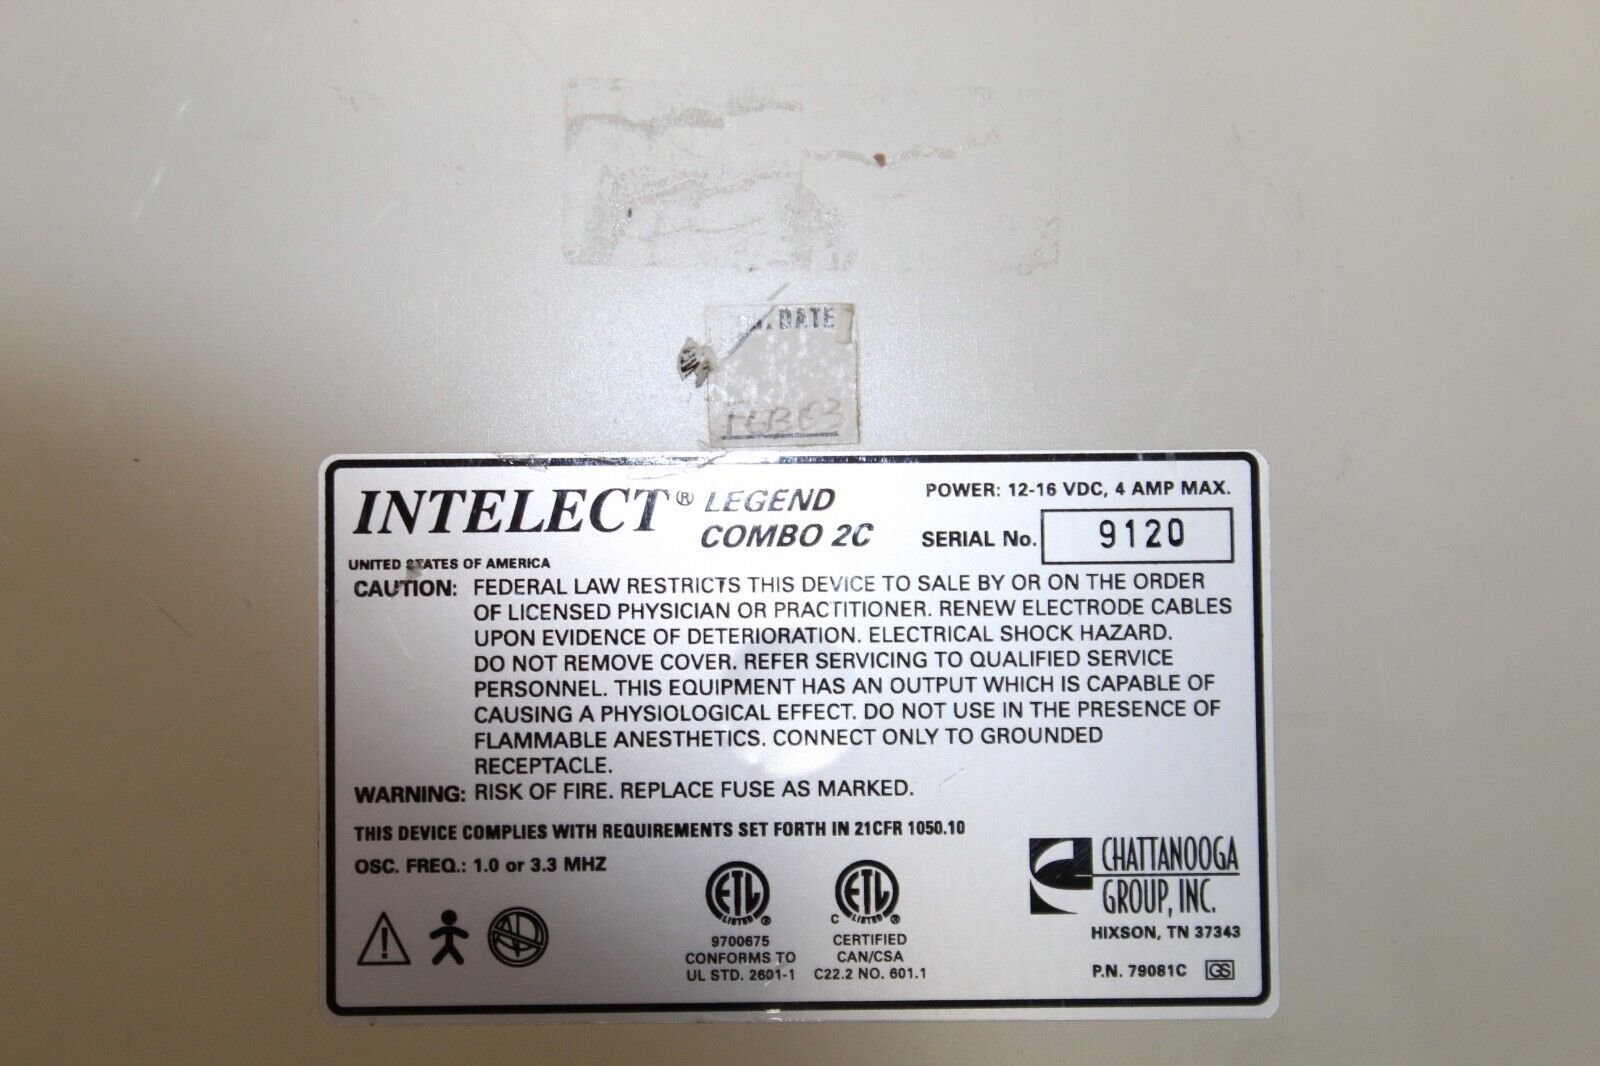 DATE
FEB 03
INTELECT® LEGEND
COMBO 2C
POWER: 12-16 VDC, 4 AMP MAX.
SERIAL No. 9120
UNITED STATES OF AMERICA
CAUTION: FEDERAL LAW RESTRICTS THIS DEVICE TO SALE BY OR ON THE ORDER
OF LICENSED PHYSICIAN OR PRACTITIONER. RENEW ELECTRODE CABLES
UPON EVIDENCE OF DETERIORATION. ELECTRICAL SHOCK HAZARD.
DO NOT REMOVE COVER. REFER SERVICING TO QUALIFIED SERVICE
PERSONNEL. THIS EQUIPMENT HAS AN OUTPUT WHICH IS CAPABLE OF
CAUSING A PHYSIOLOGICAL EFFECT. DO NOT USE IN THE PRESENCE OF
FLAMMABLE ANESTHETICS. CONNECT ONLY TO GROUNDED
RECEPTACLE.
WARNING: RISK OF FIRE. REPLACE FUSE AS MARKED.
THIS DEVICE COMPLIES WITH REQUIREMENTS SET FORTH IN 21CFR 1050.10
OSC. FREQ.: 1.0 or 3.3 MHZ
ETL
LISTED
9700675
CONFORMS TO
UL STD. 2601-1
C ETL
LISTED
CERTIFIED
CAN/CSA
C22.2 NO. 601.1
CHATTANOOGA
GROUP, INC.
HIXSON, TN 37343
P.N. 79081C GS